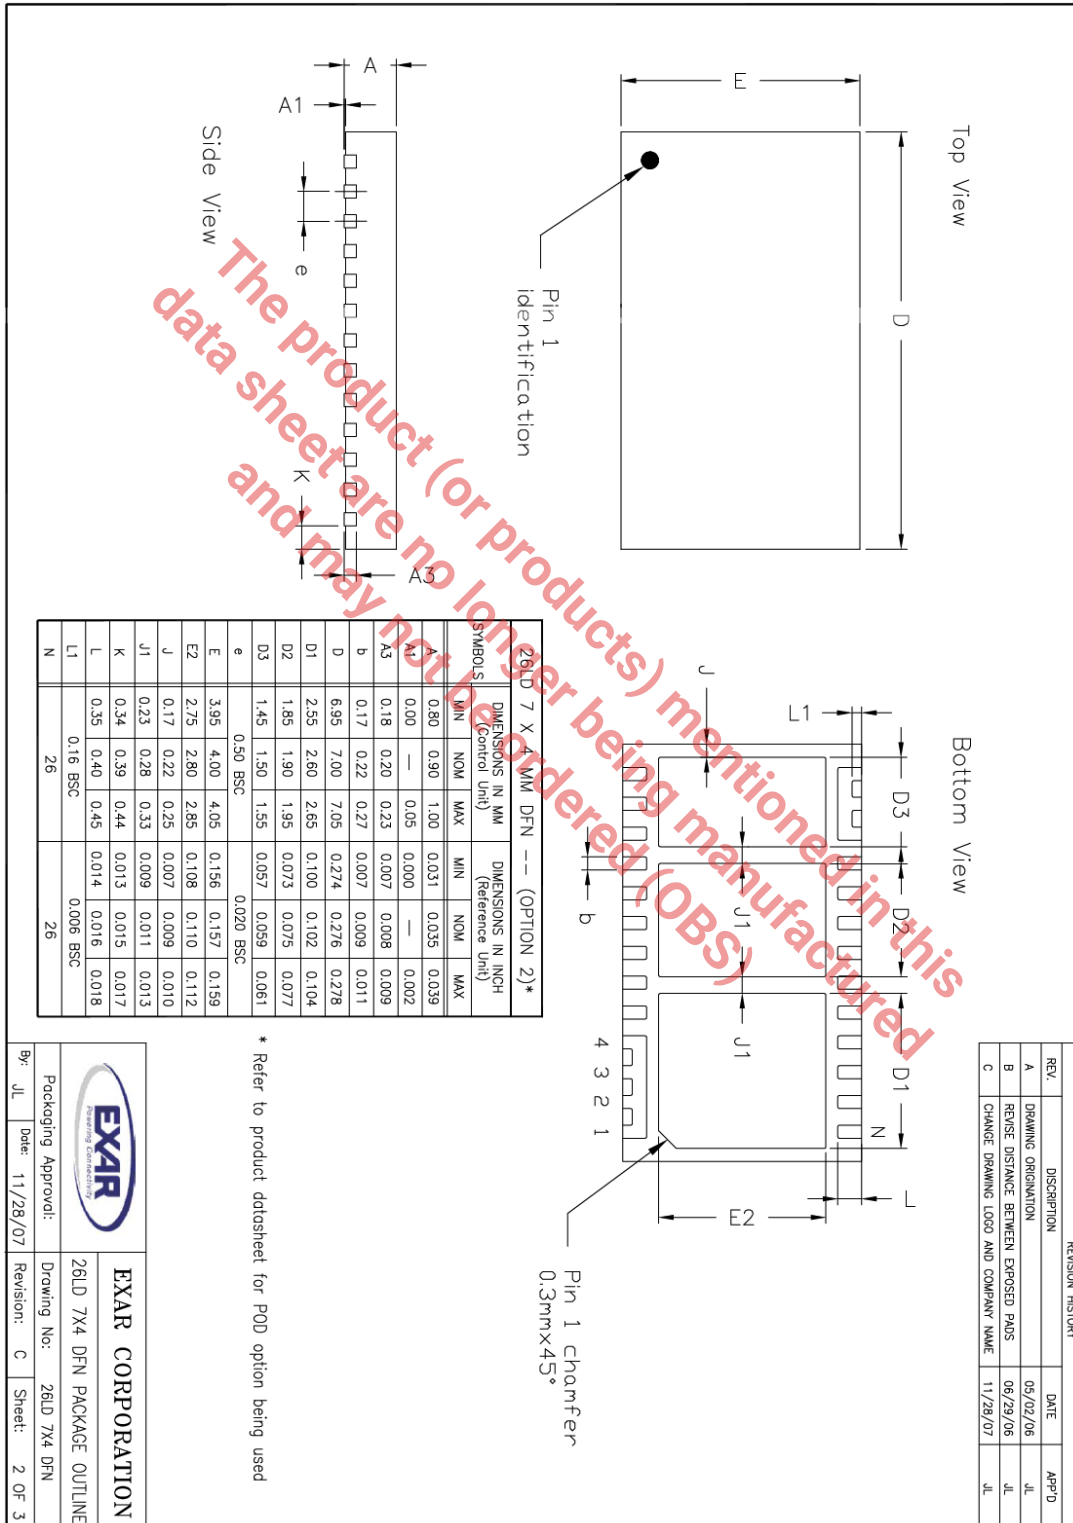 REVISION HISTORY
REV. DISCRIPTION DATE APP'D
A DRAWING ORIGINATION 05/02/06 JL
B REVISE DISTANCE BETWEEN EXPOSED PADS 06/29/06 JL
C CHANGE DRAWING LOGO AND COMPANY NAME 11/28/07 JL
Top View
D
E
Pin 1
identification
Bottom View
D3
D2
D1
L1
J
J1
J1
b
N
L
E2
4 3 2 1
Pin 1 chamfer
0.3mmx45°
Side View
A
A1
e
K
A3
The product (or products) mentioned in this
data sheet are no longer being manufactured
and may not be ordered (OBS)
26LD 7 X 4 MM DFN -- (OPTION 2)*
SYMBOLS
DIMENSIONS IN MM
(Control Unit)
DIMENSIONS IN INCH
(Reference Unit)
MIN NOM MAX MIN NOM MAX
A 0.80 0.90 1.00 0.031 0.035 0.039
A1 0.00 — 0.05 0.000 — 0.002
A3 0.18 0.20 0.23 0.007 0.008 0.009
b 0.17 0.22 0.27 0.007 0.009 0.011
D 6.95 7.00 7.05 0.274 0.276 0.278
D1 2.55 2.60 2.65 0.100 0.102 0.104
D2 1.85 1.90 1.95 0.073 0.075 0.077
D3 1.45 1.50 1.55 0.057 0.059 0.061
e 0.50 BSC 0.020 BSC
E 3.95 4.00 4.05 0.156 0.157 0.159
E2 2.75 2.80 2.85 0.108 0.110 0.112
J 0.17 0.22 0.25 0.007 0.009 0.010
J1 0.23 0.28 0.33 0.009 0.011 0.013
K 0.34 0.39 0.44 0.013 0.015 0.017
L 0.35 0.40 0.45 0.014 0.016 0.018
L1 0.16 BSC 0.006 BSC
N 26 26
* Refer to product datasheet for POD option being used
EXAR
Powering Connectivity
EXAR CORPORATION
26LD 7X4 DFN PACKAGE OUTLINE
Packaging Approval:
Drawing No: 26LD 7X4 DFN
By: JL Date: 11/28/07 Revision: C Sheet: 2 OF 3